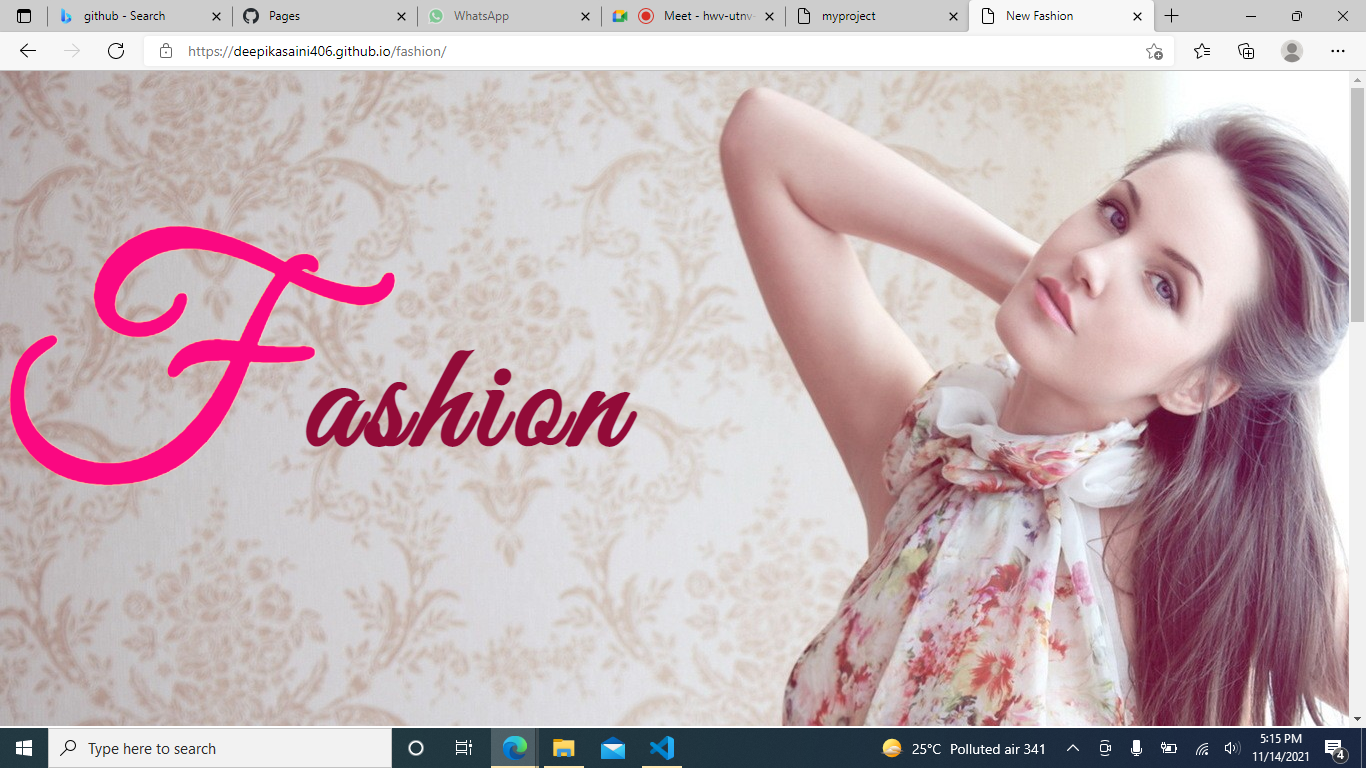 github - Search
Pages
WhatsApp
Meet - hwv-utnv-
myproject
New Fashion
https://deepikasaini406.github.io/fashion/
Fashion
Type here to search
25°C Polluted air 341
5:15 PM
11/14/2021
4